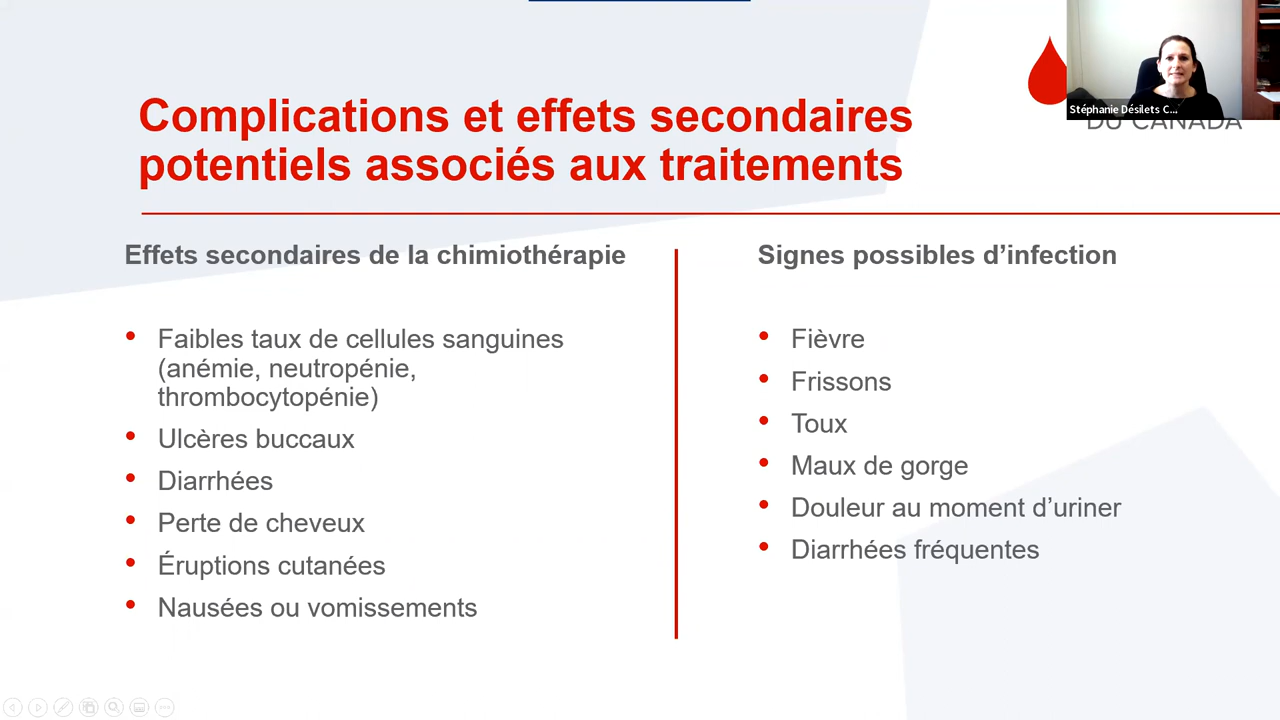 Complications et effets secondaires
potentiels associés aux traitements
Stéphanie Désilets C...
DU CANADA
Effets secondaires de la chimiothérapie
• Faibles taux de cellules sanguines
(anémie, neutropénie,
thrombocytopénie)
• Ulcères buccaux
• Diarrhées
• Perte de cheveux
• Éruptions cutanées
• Nausées ou vomissements
Signes possibles d’infection
• Fièvre
• Frissons
• Toux
• Maux de gorge
• Douleur au moment d’uriner
• Diarrhées fréquentes